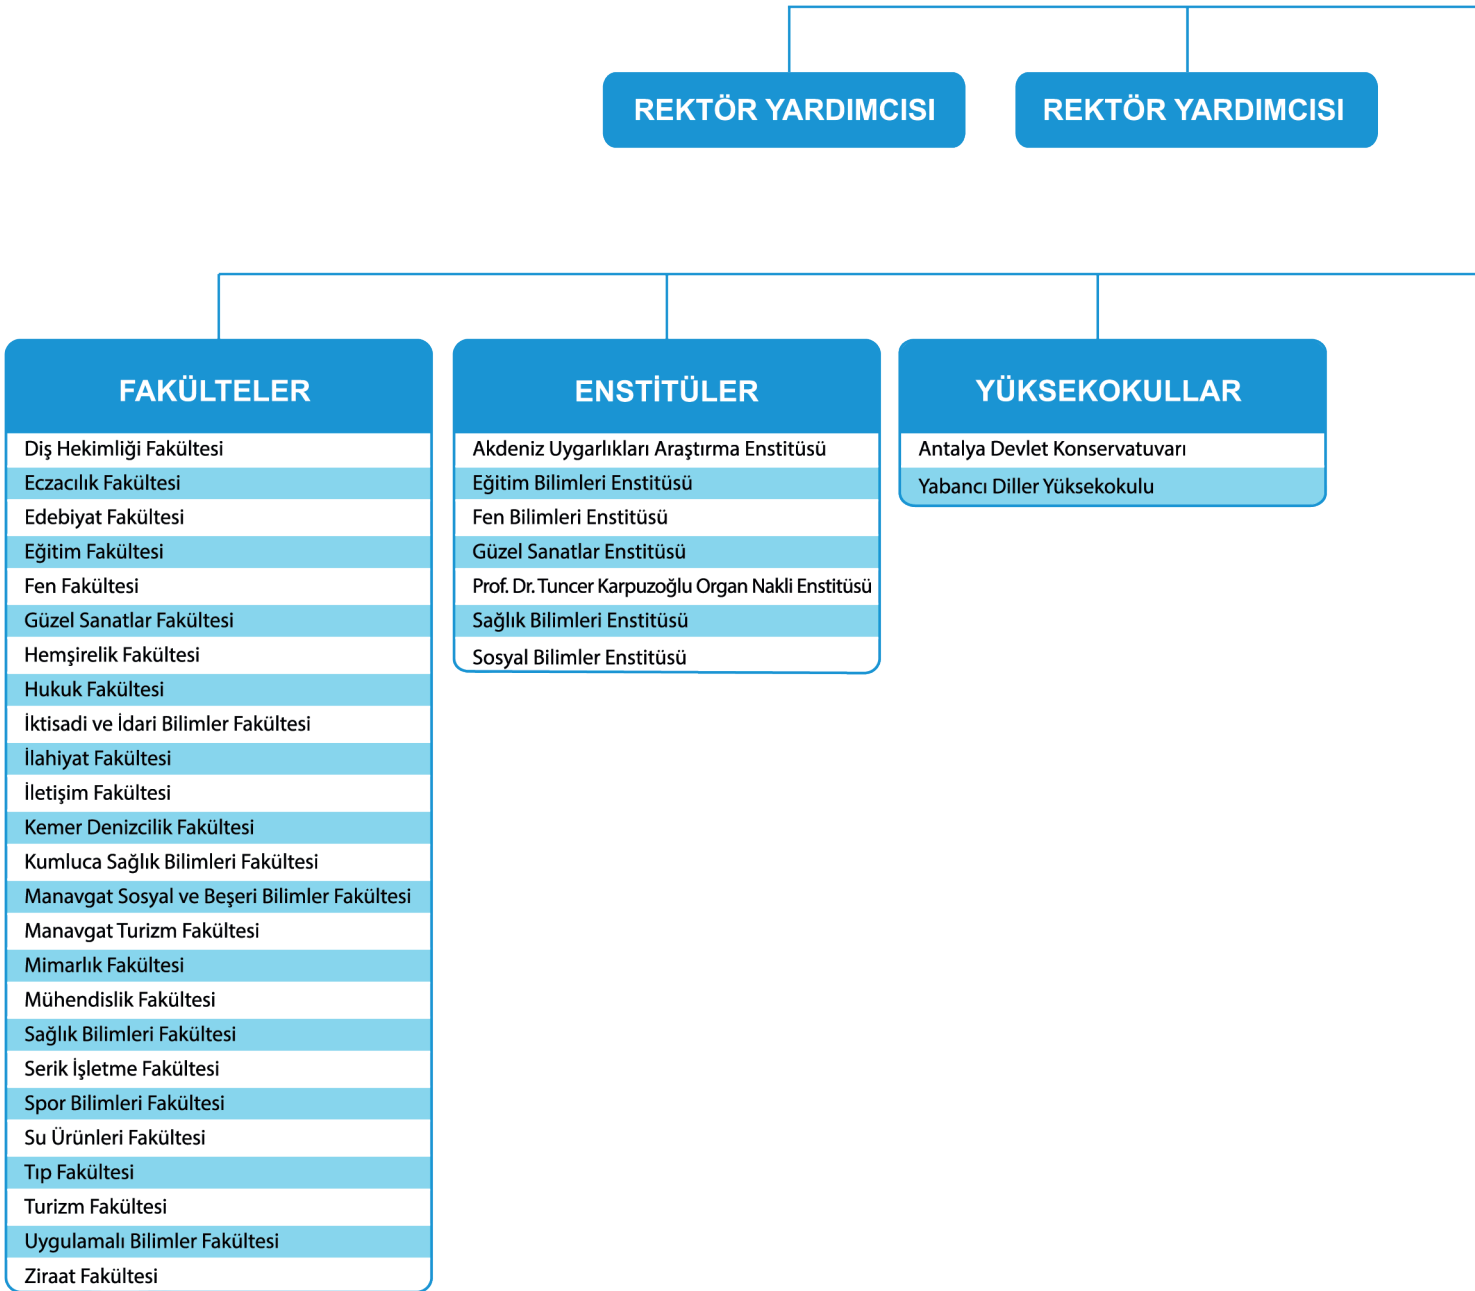 REKTÖR YARDIMCISI
REKTÖR YARDIMCISI
FAKÜLTELER
Diş Hekimliği Fakültesi
Eczacılık Fakültesi
Edebiyat Fakültesi
Eğitim Fakültesi
Fen Fakültesi
Güzel Sanatlar Fakültesi
Hemşirelik Fakültesi
Hukuk Fakültesi
İktisadi ve İdari Bilimler Fakültesi
İlahiyat Fakültesi
İletişim Fakültesi
Kemer Denizcilik Fakültesi
Kumluca Sağlık Bilimleri Fakültesi
Manavgat Sosyal ve Beşeri Bilimler Fakültesi
Manavgat Turizm Fakültesi
Mimarlık Fakültesi
Mühendislik Fakültesi
Sağlık Bilimleri Fakültesi
Serik İşletme Fakültesi
Spor Bilimleri Fakültesi
Su Ürünleri Fakültesi
Tıp Fakültesi
Turizm Fakültesi
Uygulamalı Bilimler Fakültesi
Ziraat Fakültesi
ENSTİTÜLER
Akdeniz Uygarlıkları Araştırma Enstitüsü
Eğitim Bilimleri Enstitüsü
Fen Bilimleri Enstitüsü
Güzel Sanatlar Enstitüsü
Prof. Dr. Tuncer Karpuzoğlu Organ Nakli Enstitüsü
Sağlık Bilimleri Enstitüsü
Sosyal Bilimler Enstitüsü
YÜKSEKOKULLAR
Antalya Devlet Konservatuvarı
Yabancı Diller Yüksekokulu